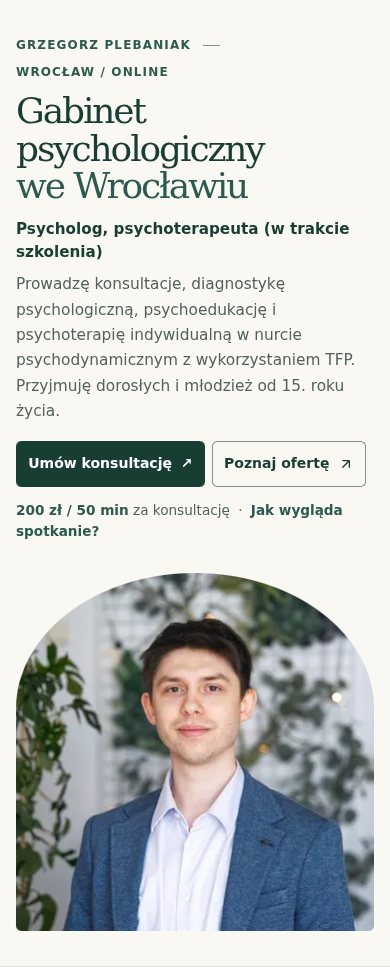 GRZEGORZ PLEBANIAK —
WROCŁAW / ONLINE
Gabinet
psychologiczny
we Wrocławiu
Psycholog, psychoterapeuta (w trakcie
szkolenia)
Prowadzę konsultacje, diagnostykę
psychologiczną, psychoedukację i
psychoterapię indywidualną w nurcie
psychodynamicznym z wykorzystaniem TFP.
Przyjmuję dorosłych i młodzież od 15. roku
życia.
Umów konsultację ↗ Poznaj ofertę ↗
200 zł / 50 min za konsultację · Jak wygląda
spotkanie?